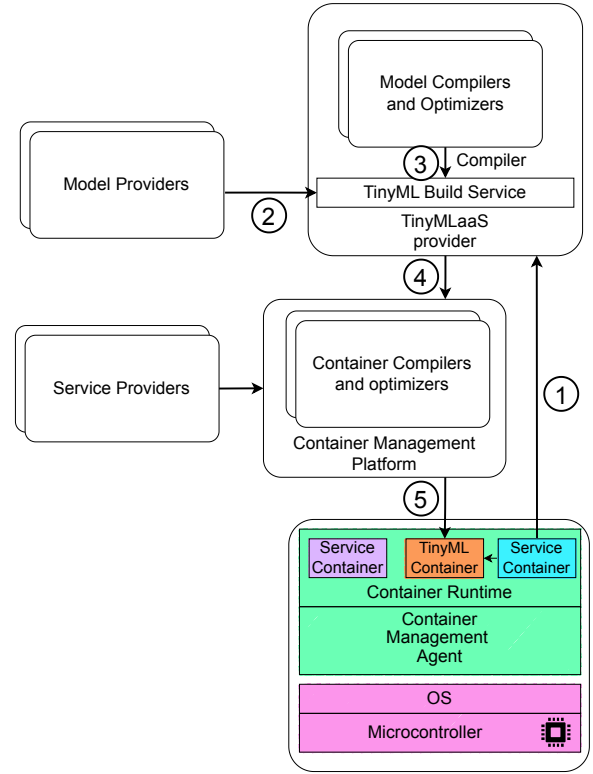 Model Compilers
and Optimizers
3
Compiler
Model Providers
2
TinyML Build Service
TinyMLaaS
provider
4
Container Compilers
and optimizers
Service Providers
1
Container Management
Platform
5
Service
Container
TinyML
Container
Service
Container
Container Runtime
Container
Management
Agent
OS
Microcontroller